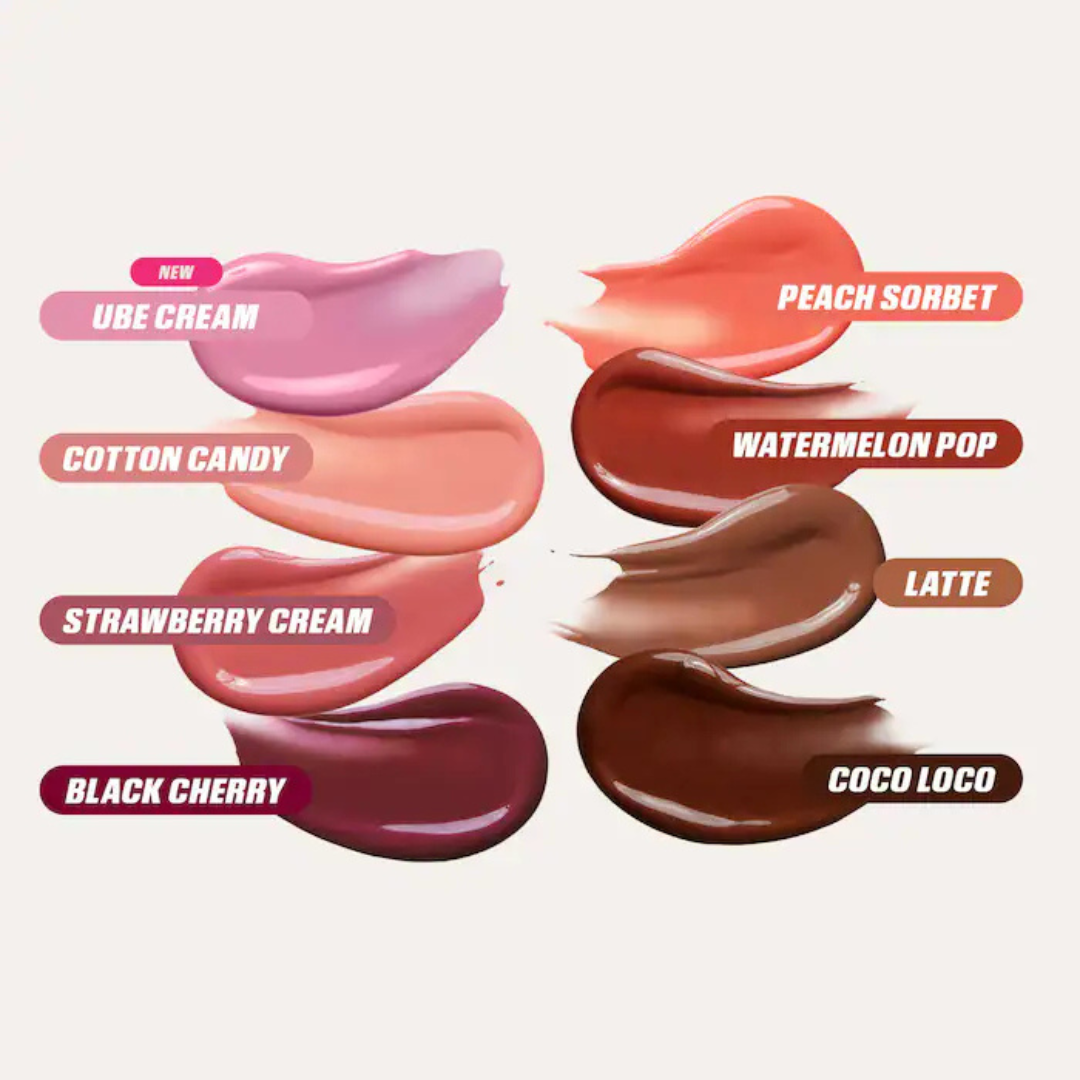 NEW
UBE CREAM
COTTON CANDY
STRAWBERRY CREAM
BLACK CHERRY
PEACH SORBET
WATERMELON POP
LATTE
COCO LOCO